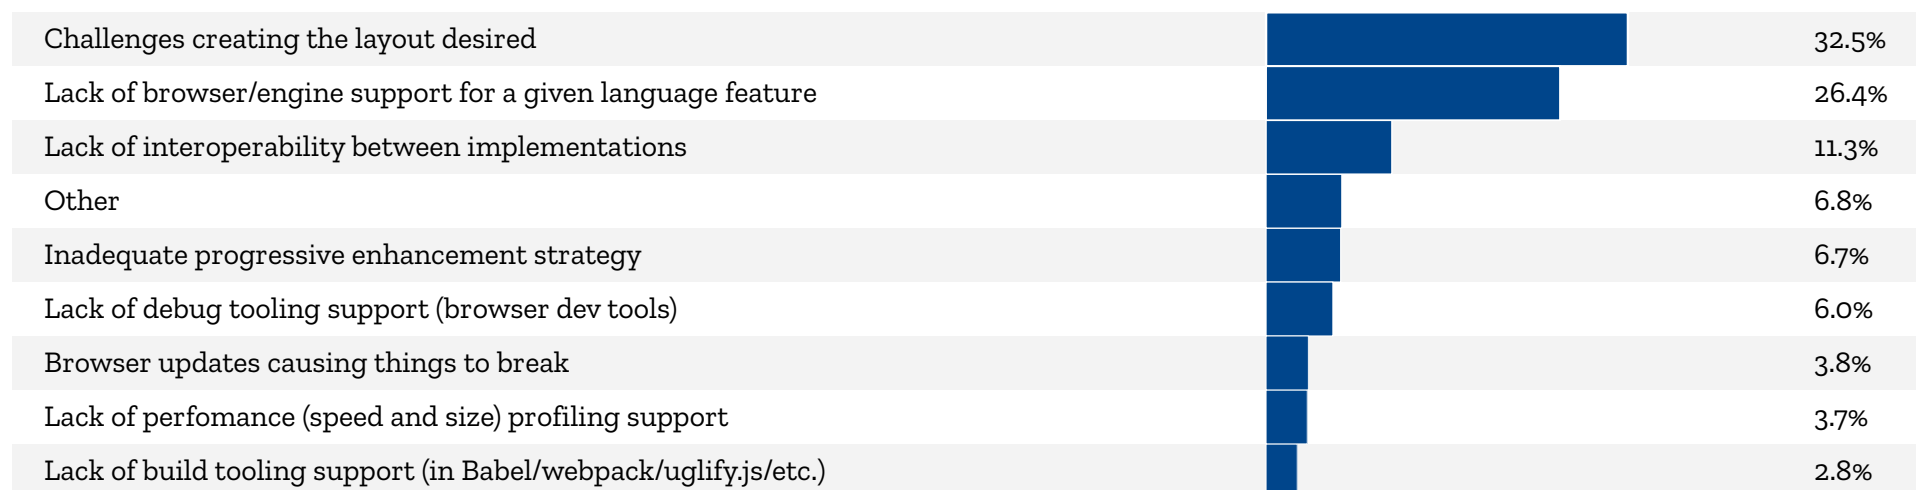 Challenges creating the layout desired 32.5%
Lack of browser/engine support for a given language feature 26.4%
Lack of interoperability between implementations 11.3%
Other 6.8%
Inadequate progressive enhancement strategy 6.7%
Lack of debug tooling support (browser dev tools) 6.0%
Browser updates causing things to break 3.8%
Lack of perfomance (speed and size) profiling support 3.7%
Lack of build tooling support (in Babel/webpack/uglify.js/etc.) 2.8%